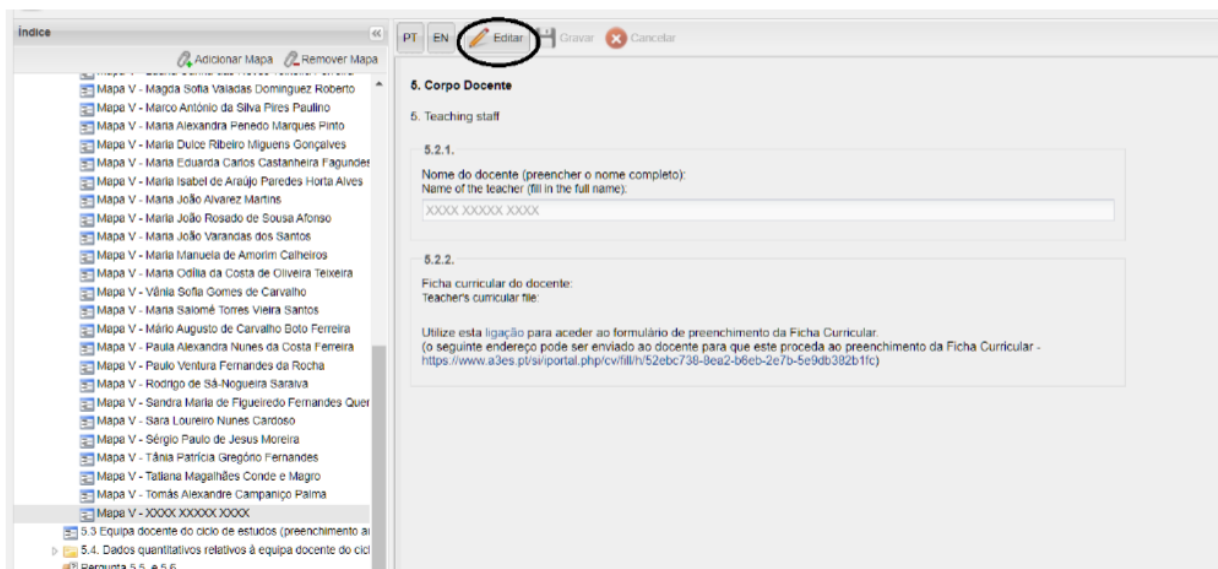 Índice
Adicionar Mapa Remover Mapa
Mapa V - Magda Sofia Valadas Dominguez Roberto
Mapa V - Marco António da Silva Pires Paulino
Mapa V - Maria Alexandra Penedo Marques Pinto
Mapa V - Maria Dulce Ribeiro Miguens Gonçalves
Mapa V - Maria Eduarda Carlos Castanheira Fagundes
Mapa V - Maria Isabel de Araújo Paredes Horta Alves
Mapa V - Maria João Alvarez Martins
Mapa V - Maria João Rosado de Sousa Afonso
Mapa V - Maria João Varandas dos Santos
Mapa V - Maria Manuela de Amorim Calheiros
Mapa V - Maria Odília da Costa de Oliveira Teixeira
Mapa V - Vânia Sofia Gomes de Carvalho
Mapa V - Maria Salomé Torres Vieira Santos
Mapa V - Mário Augusto de Carvalho Boto Ferreira
Mapa V - Paula Alexandra Nunes da Costa Ferreira
Mapa V - Paulo Ventura Fernandes da Rocha
Mapa V - Rodrigo de Sá-Nogueira Saraiva
Mapa V - Sandra Maria de Figueiredo Fernandes Quer
Mapa V - Sara Loureiro Nunes Cardoso
Mapa V - Sérgio Paulo de Jesus Moreira
Mapa V - Tânia Patrícia Gregório Fernandes
Mapa V - Tatiana Magalhães Conde e Magro
Mapa V - Tomás Alexandre Campaniço Palma
Mapa V - XXXX XXXXX XXXX
5.3 Equipa docente do ciclo de estudos (preenchimento au
5.4. Dados quantitativos relativos à equipa docente do cicl
Pergunta 5.5. e 5.6.
PT EN Editar Gravar Cancelar
5. Corpo Docente
5. Teaching staff
5.2.1.
Nome do docente (preencher o nome completo):
Name of the teacher (fill in the full name):
XXXX XXXXX XXXX
5.2.2.
Ficha curricular do docente:
Teacher's curricular file:
Utilize esta ligação para aceder ao formulário de preenchimento da Ficha Curricular.
(o seguinte endereço pode ser enviado ao docente para que este proceda ao preenchimento da Ficha Curricular -
https://www.a3es.pt/si/iportal.php/cv/fill/h/52ebc738-8ea2-b6eb-2e7b-5e9db382b1fc)